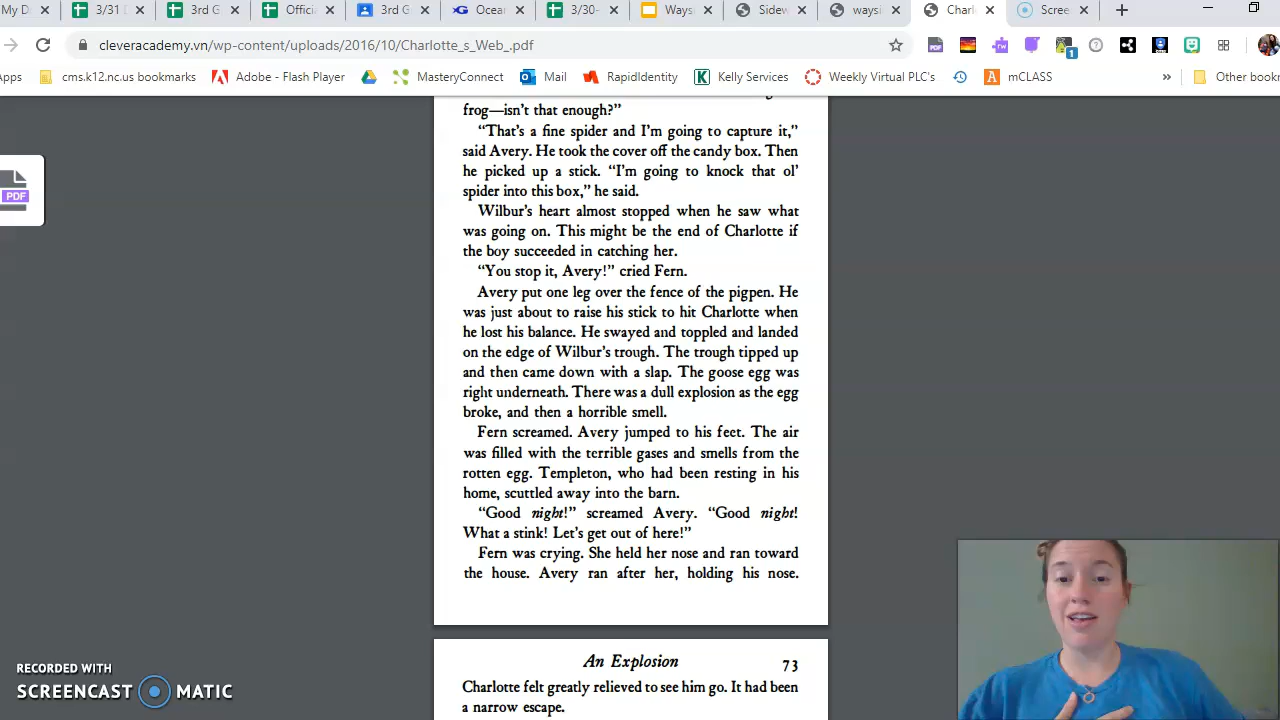 My D
3/31 D
3rd G
Offici
3rd G
Ocear
3/30-
Ways
Sidew
waysi
Charl
Scree
cleveracademy.vn/wp-content/uploads/2016/10/Charlotte_s_Web_.pdf
Apps
cms.k12.nc.us bookmarks
Adobe - Flash Player
MasteryConnect
Mail
RapidIdentity
Kelly Services
Weekly Virtual PLC's
mCLASS
»
Other bookr
PDF
frog—isn't that enough?"
"That's a fine spider and I'm going to capture it,"
said Avery. He took the cover off the candy box. Then
he picked up a stick. "I'm going to knock that ol'
spider into this box," he said.
Wilbur's heart almost stopped when he saw what
was going on. This might be the end of Charlotte if
the boy succeeded in catching her.
"You stop it, Avery!" cried Fern.
Avery put one leg over the fence of the pigpen. He
was just about to raise his stick to hit Charlotte when
he lost his balance. He swayed and toppled and landed
on the edge of Wilbur's trough. The trough tipped up
and then came down with a slap. The goose egg was
right underneath. There was a dull explosion as the egg
broke, and then a horrible smell.
Fern screamed. Avery jumped to his feet. The air
was filled with the terrible gases and smells from the
rotten egg. Templeton, who had been resting in his
home, scuttled away into the barn.
"Good night!" screamed Avery. "Good night!
What a stink! Let's get out of here!"
Fern was crying. She held her nose and ran toward
the house. Avery ran after her, holding his nose.
An Explosion 73
Charlotte felt greatly relieved to see him go. It had been
a narrow escape.
RECORDED WITH
SCREENCAST MATIC